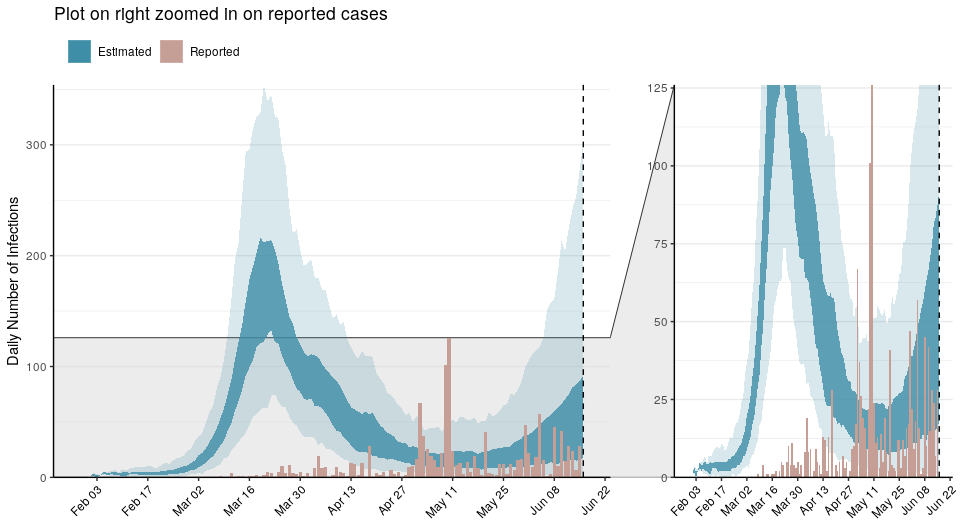 Plot on right zoomed in on reported cases
Estimated Reported
Daily Number of Infections
300
200
100
0
Feb 03 Feb 17 Mar 02 Mar 16 Mar 30 Apr 13 Apr 27 May 11 May 25 Jun 08 Jun 22
125
100
75
50
25
0
Feb 03 Feb 17 Mar 02 Mar 16 Mar 30 Apr 13 Apr 27 May 11 May 25 Jun 08 Jun 22